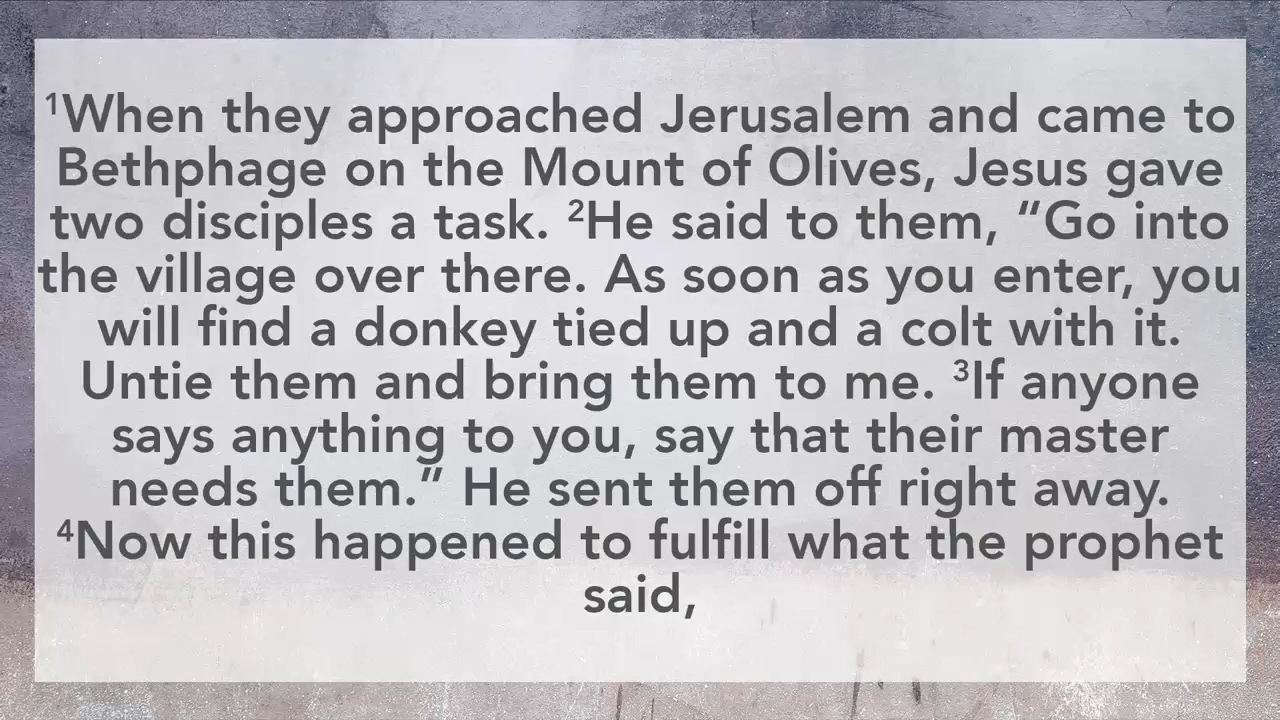 ¹When they approached Jerusalem and came to
Bethphage on the Mount of Olives, Jesus gave
two disciples a task. ²He said to them, “Go into
the village over there. As soon as you enter, you
will find a donkey tied up and a colt with it.
Untie them and bring them to me. ³If anyone
says anything to you, say that their master
needs them.” He sent them off right away.
⁴Now this happened to fulfill what the prophet
said,